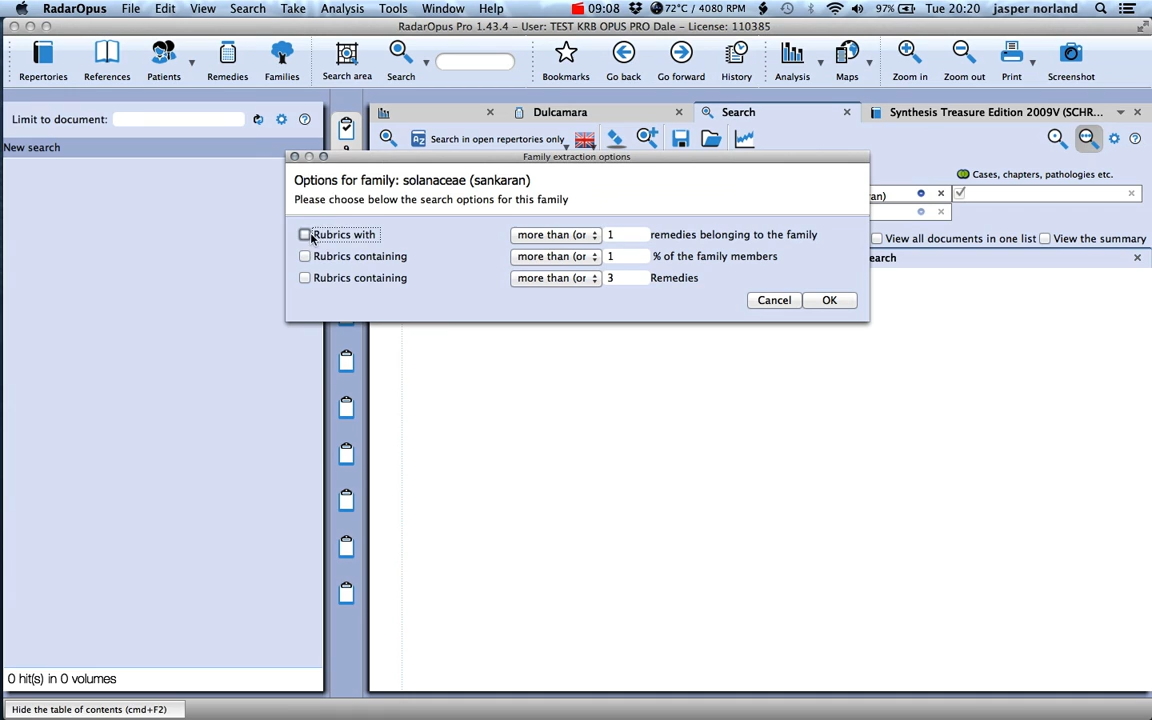 RadarOpus File Edit View Search Take Analysis Tools Window Help 09:08 72°C / 4080 RPM 97% Tue 20:20 jasper norland
RadarOpus Pro 1.43.4 - User: TEST KRB OPUS PRO Dale - License: 110385
Repertories References Patients Remedies Families Search area Search Bookmarks Go back Go forward History Analysis Maps Zoom in Zoom out Print Screenshot
Limit to document:
Dulcamara Search Synthesis Treasure Edition 2009V (SCHR...
Search in open repertories only
New search
9
Family extraction options
Options for family: solanaceae (sankaran)
Please choose below the search options for this family
Cases, chapters, pathologies etc.
an)
Rubrics with more than (or 1 remedies belonging to the family
View all documents in one list View the summary
Rubrics containing more than (or 1 % of the family members
earch
Rubrics containing more than (or 3 Remedies
Cancel OK
0 hit(s) in 0 volumes
Hide the table of contents (cmd+F2)